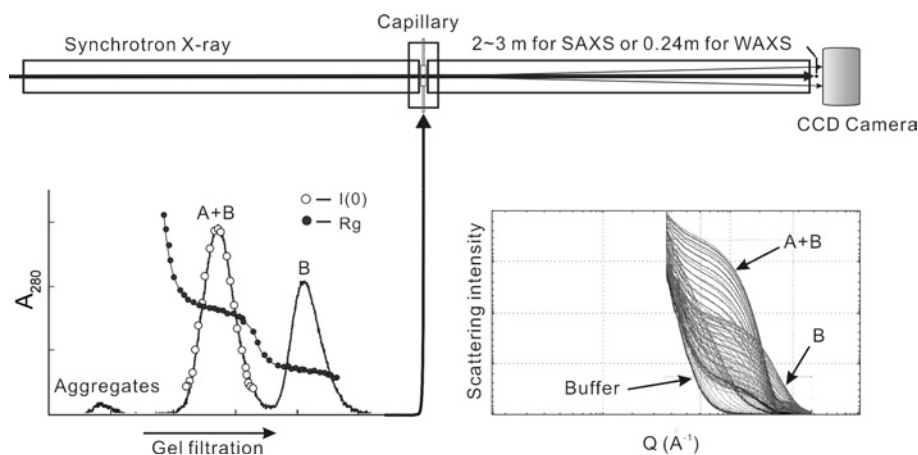 Capillary
Synchrotron X-ray
2~3 m for SAXS or 0.24m for WAXS
CCD Camera
A+B
I(0)
Rg
B
A280
Aggregates
Gel filtration
Scattering intensity
A+B
B
Buffer
Q (Å⁻¹)